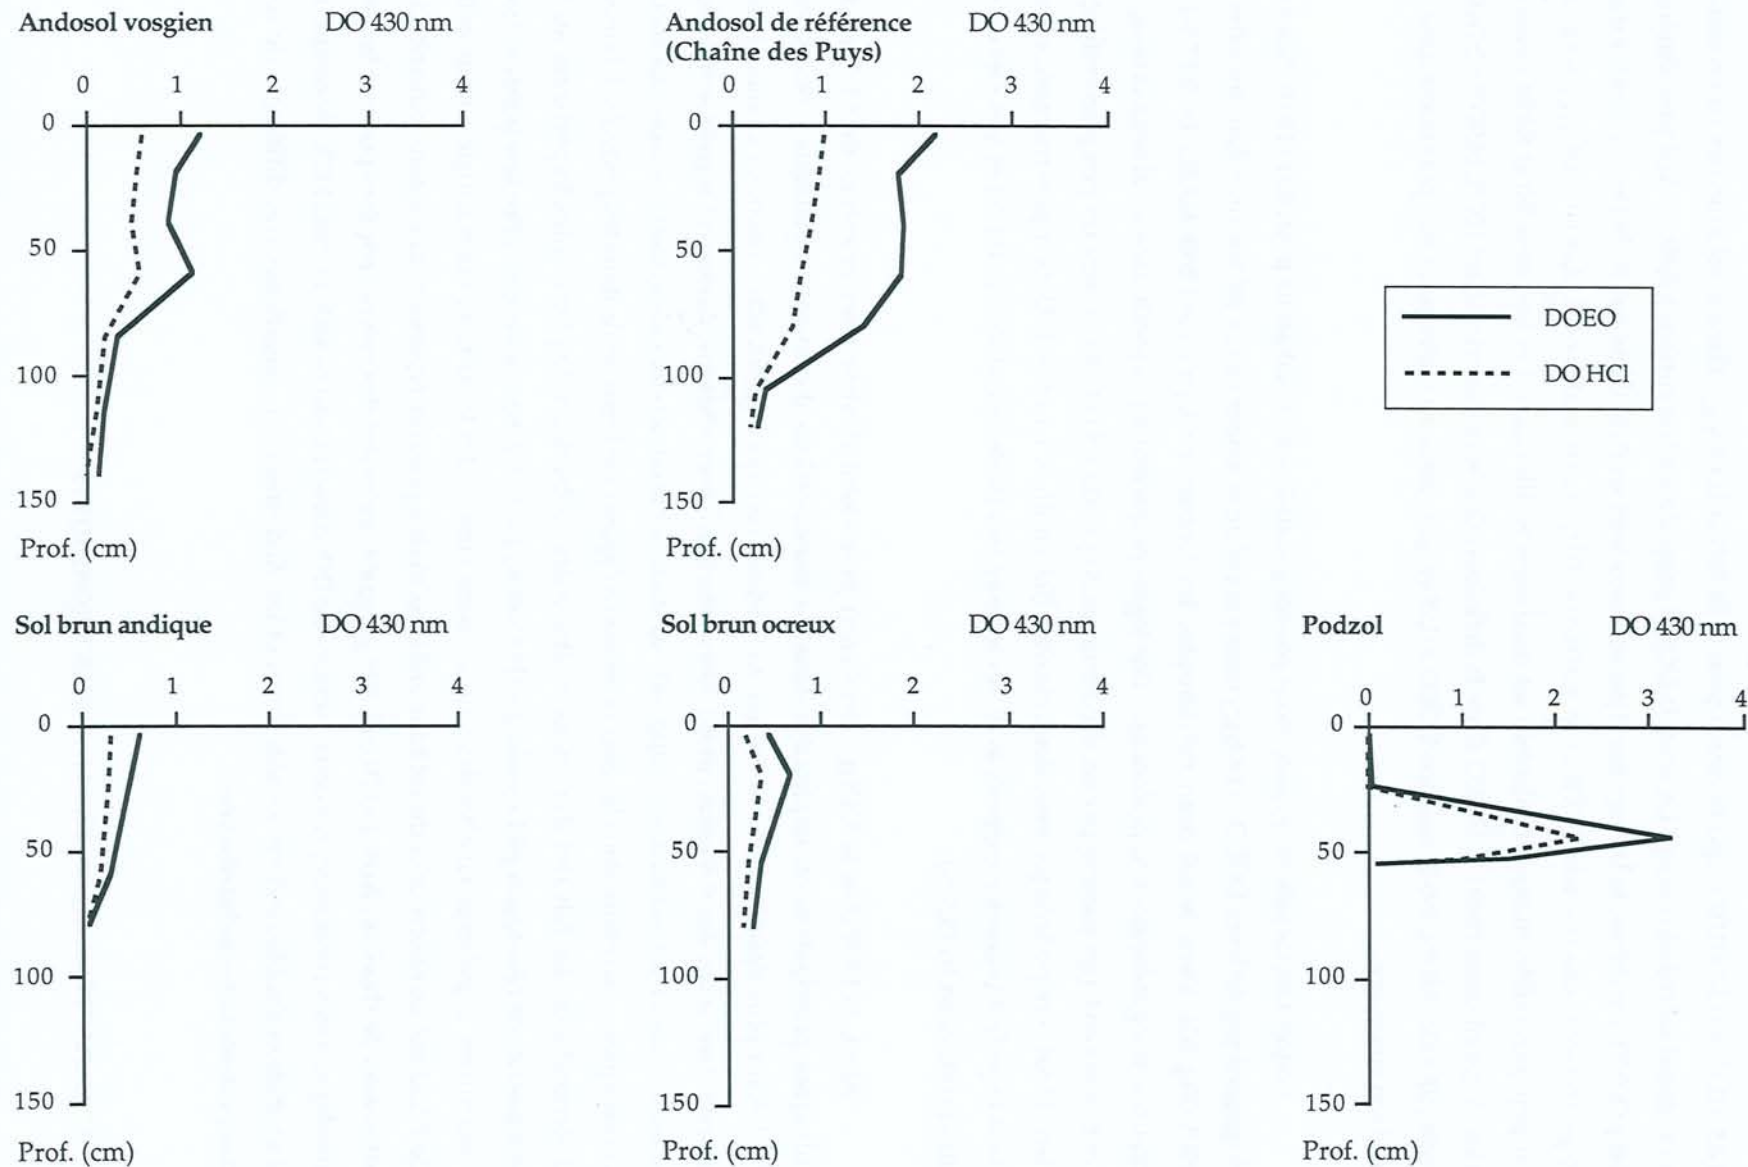 Andosol vosgien DO 430 nm
0 1 2 3 4
0
50
100
150
Prof. (cm)
Andosol de référence DO 430 nm
(Chaîne des Puys)
0 1 2 3 4
0
50
100
150
Prof. (cm)
DOEO
DO HCl
Sol brun andique DO 430 nm
0 1 2 3 4
0
50
100
150
Prof. (cm)
Sol brun ocreux DO 430 nm
0 1 2 3 4
0
50
100
150
Prof. (cm)
Podzol DO 430 nm
0 1 2 3 4
0
50
100
150
Prof. (cm)